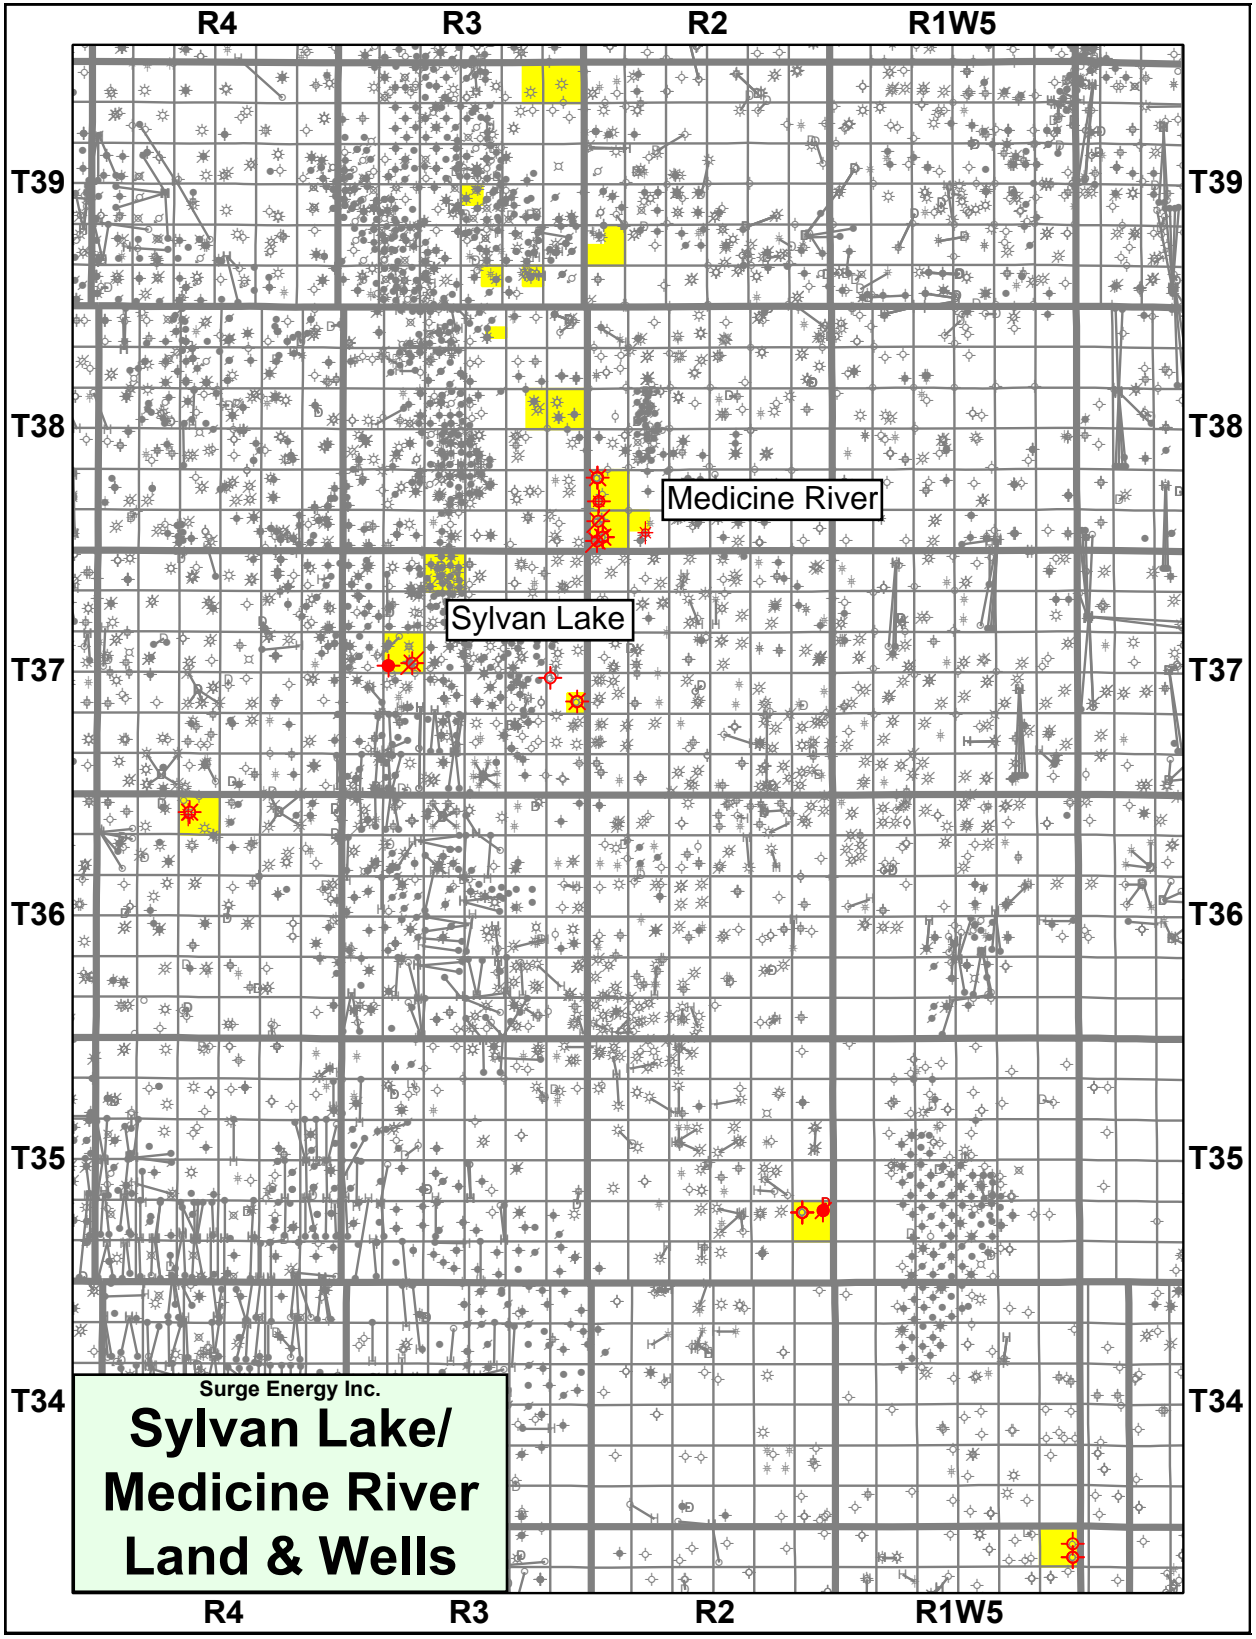 R4 R3 R2 R1W5
T39 T39
T38 T38
Medicine River
Sylvan Lake
T37 T37
T36 T36
T35 T35
T34 T34
Surge Energy Inc.
Sylvan Lake/
Medicine River
Land & Wells
R4 R3 R2 R1W5